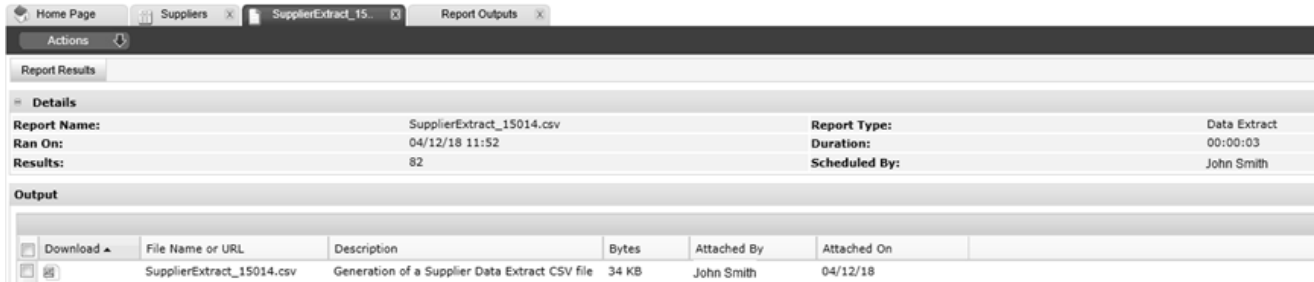 Home Page Suppliers X SupplierExtract_15.. X Report Outputs X
Actions
Report Results
Details
Report Name: SupplierExtract_15014.csv Report Type: Data Extract
Ran On: 04/12/18 11:52 Duration: 00:00:03
Results: 82 Scheduled By: John Smith
Output
Download File Name or URL Description Bytes Attached By Attached On
SupplierExtract_15014.csv Generation of a Supplier Data Extract CSV file 34 KB John Smith 04/12/18